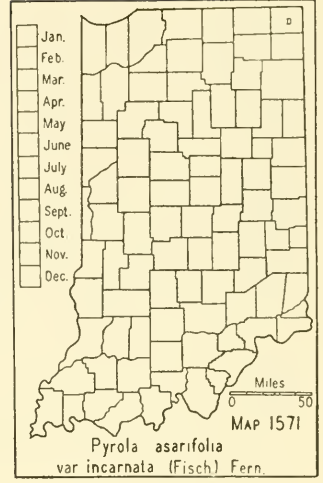 D
Jan.
Feb.
Mar.
Apr.
May
June
July
Aug.
Sept.
Oct.
Nov.
Dec.
Miles
0 50
MAP 1571
Pyrola asarifolia
var incarnata (Fisch) Fern.